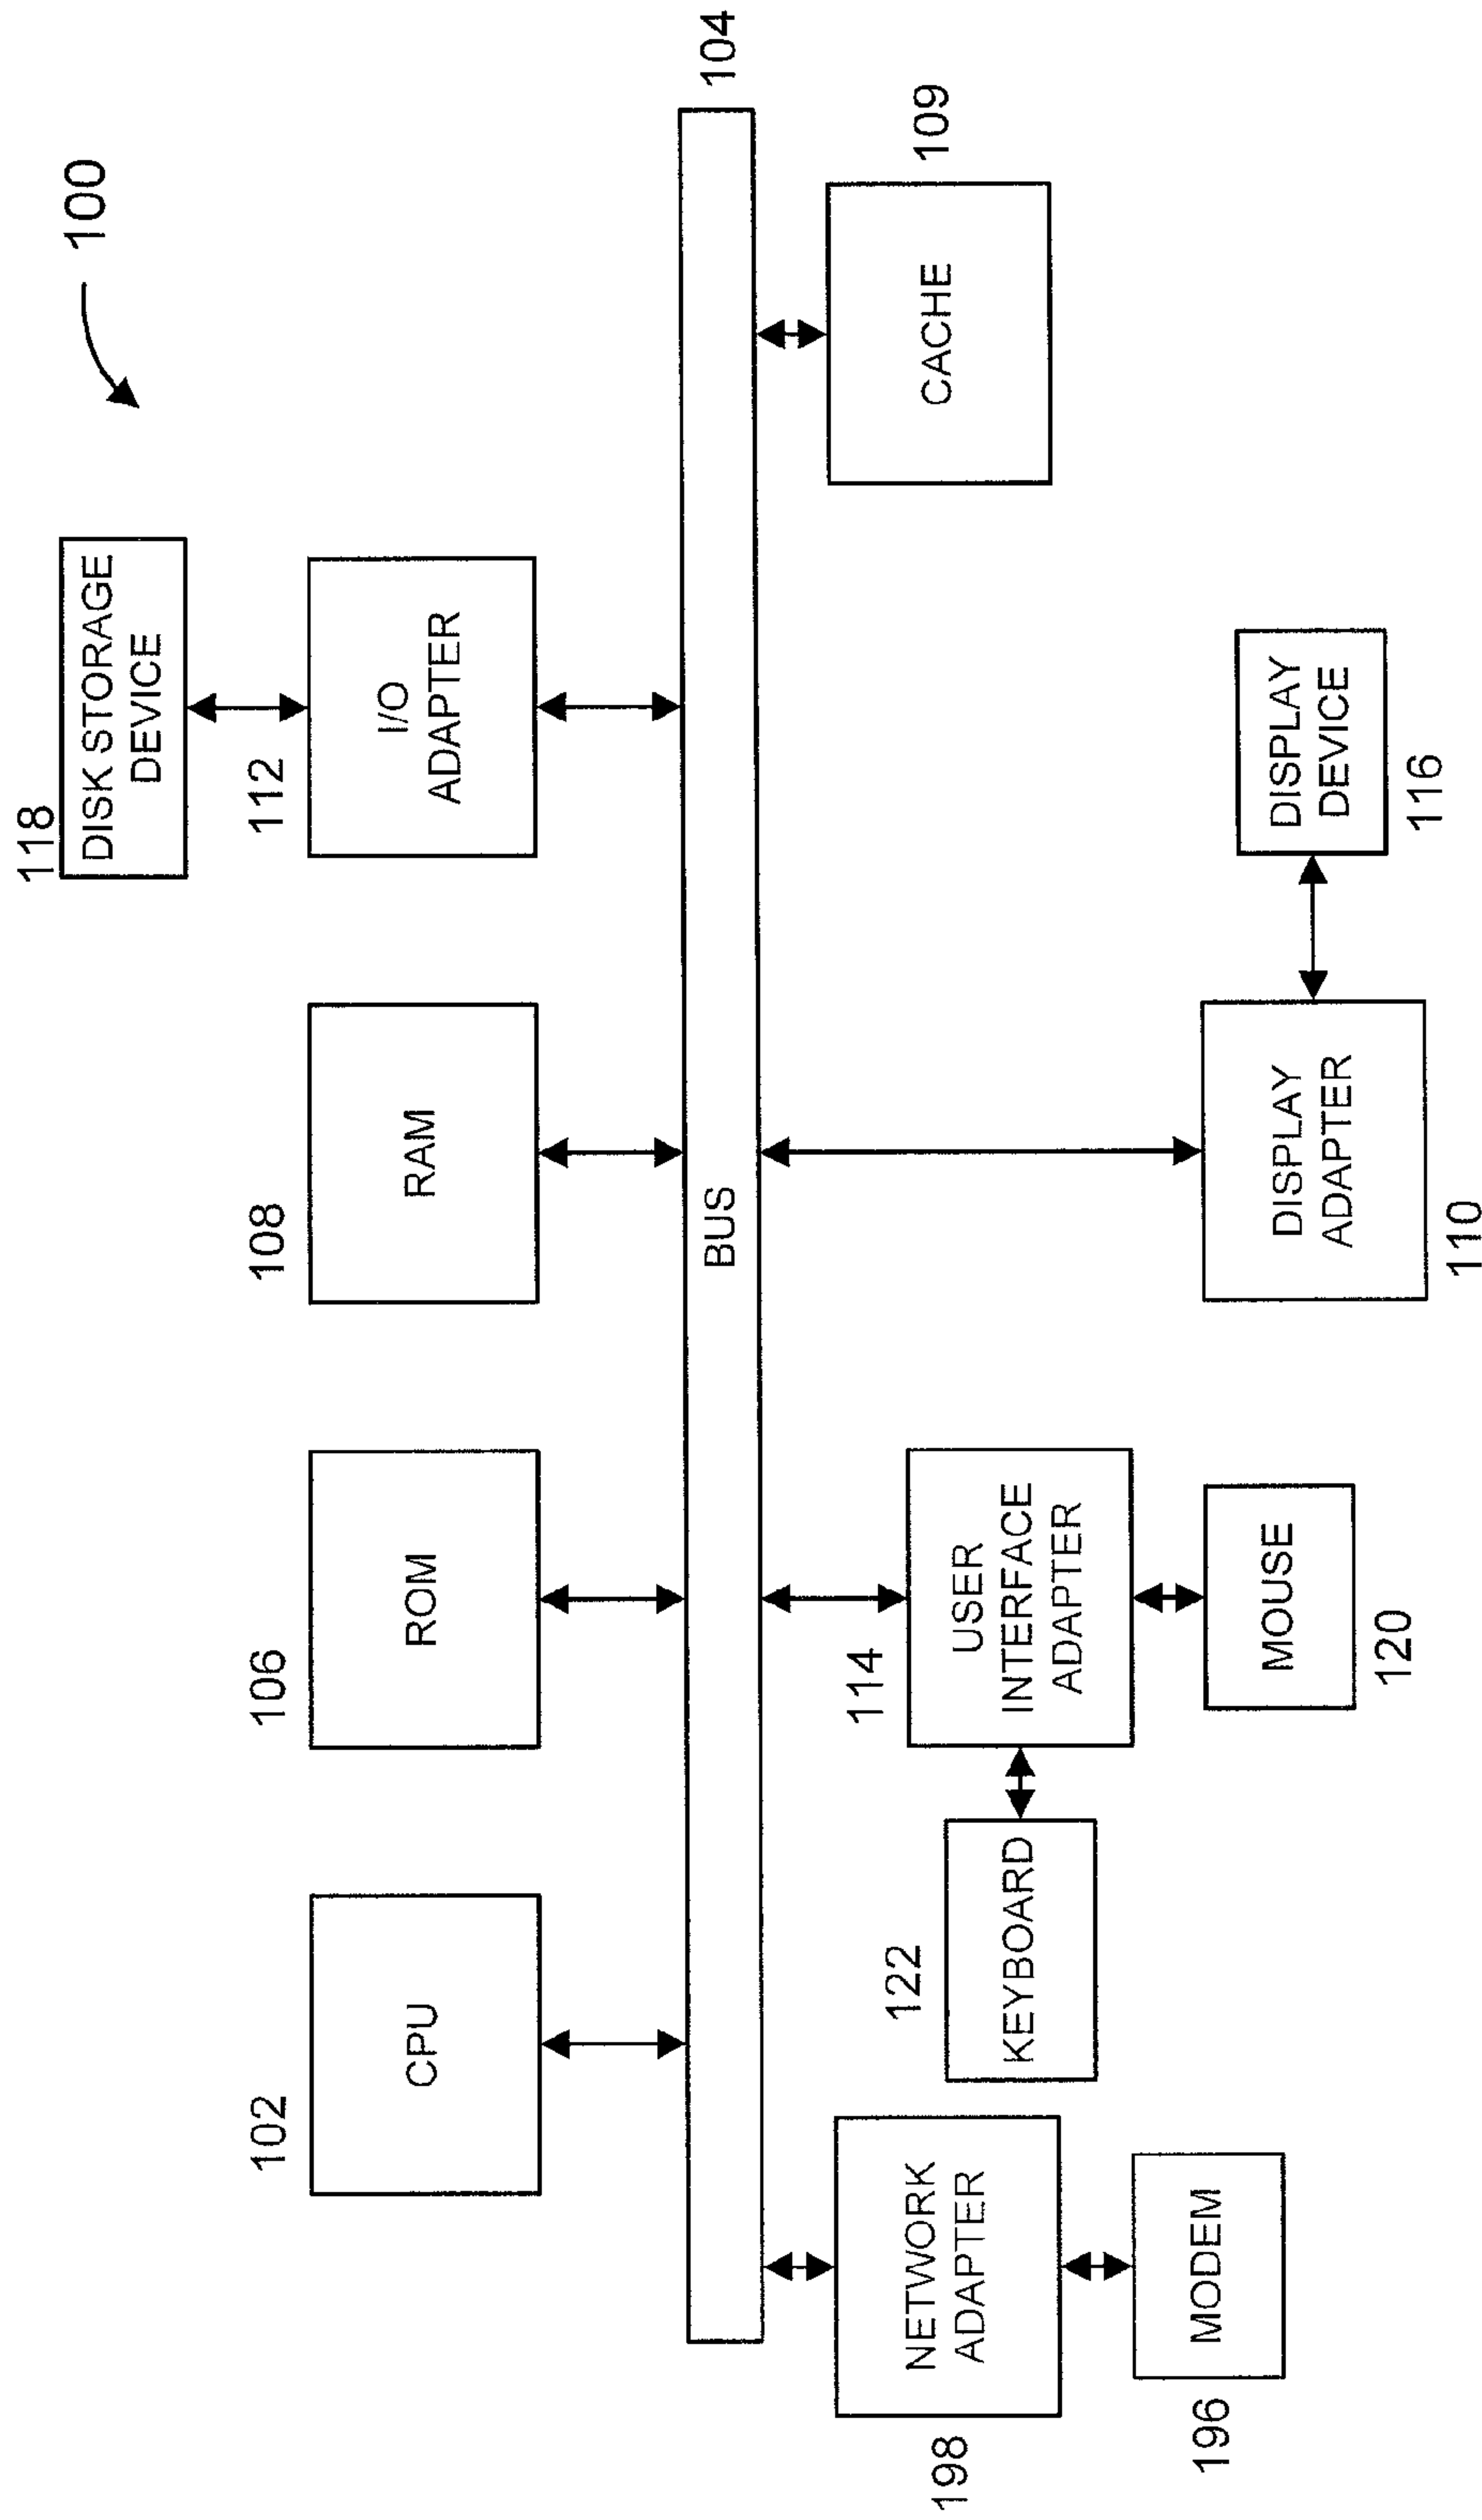 100
118
DISK STORAGE
DEVICE
102
CPU
106
ROM
108
RAM
112
I/O
ADAPTER
BUS
104
198
NETWORK
ADAPTER
196
MODEM
122
KEYBOARD
114
USER
INTERFACE
ADAPTER
MOUSE
120
DISPLAY
ADAPTER
110
DISPLAY
DEVICE
116
CACHE
109